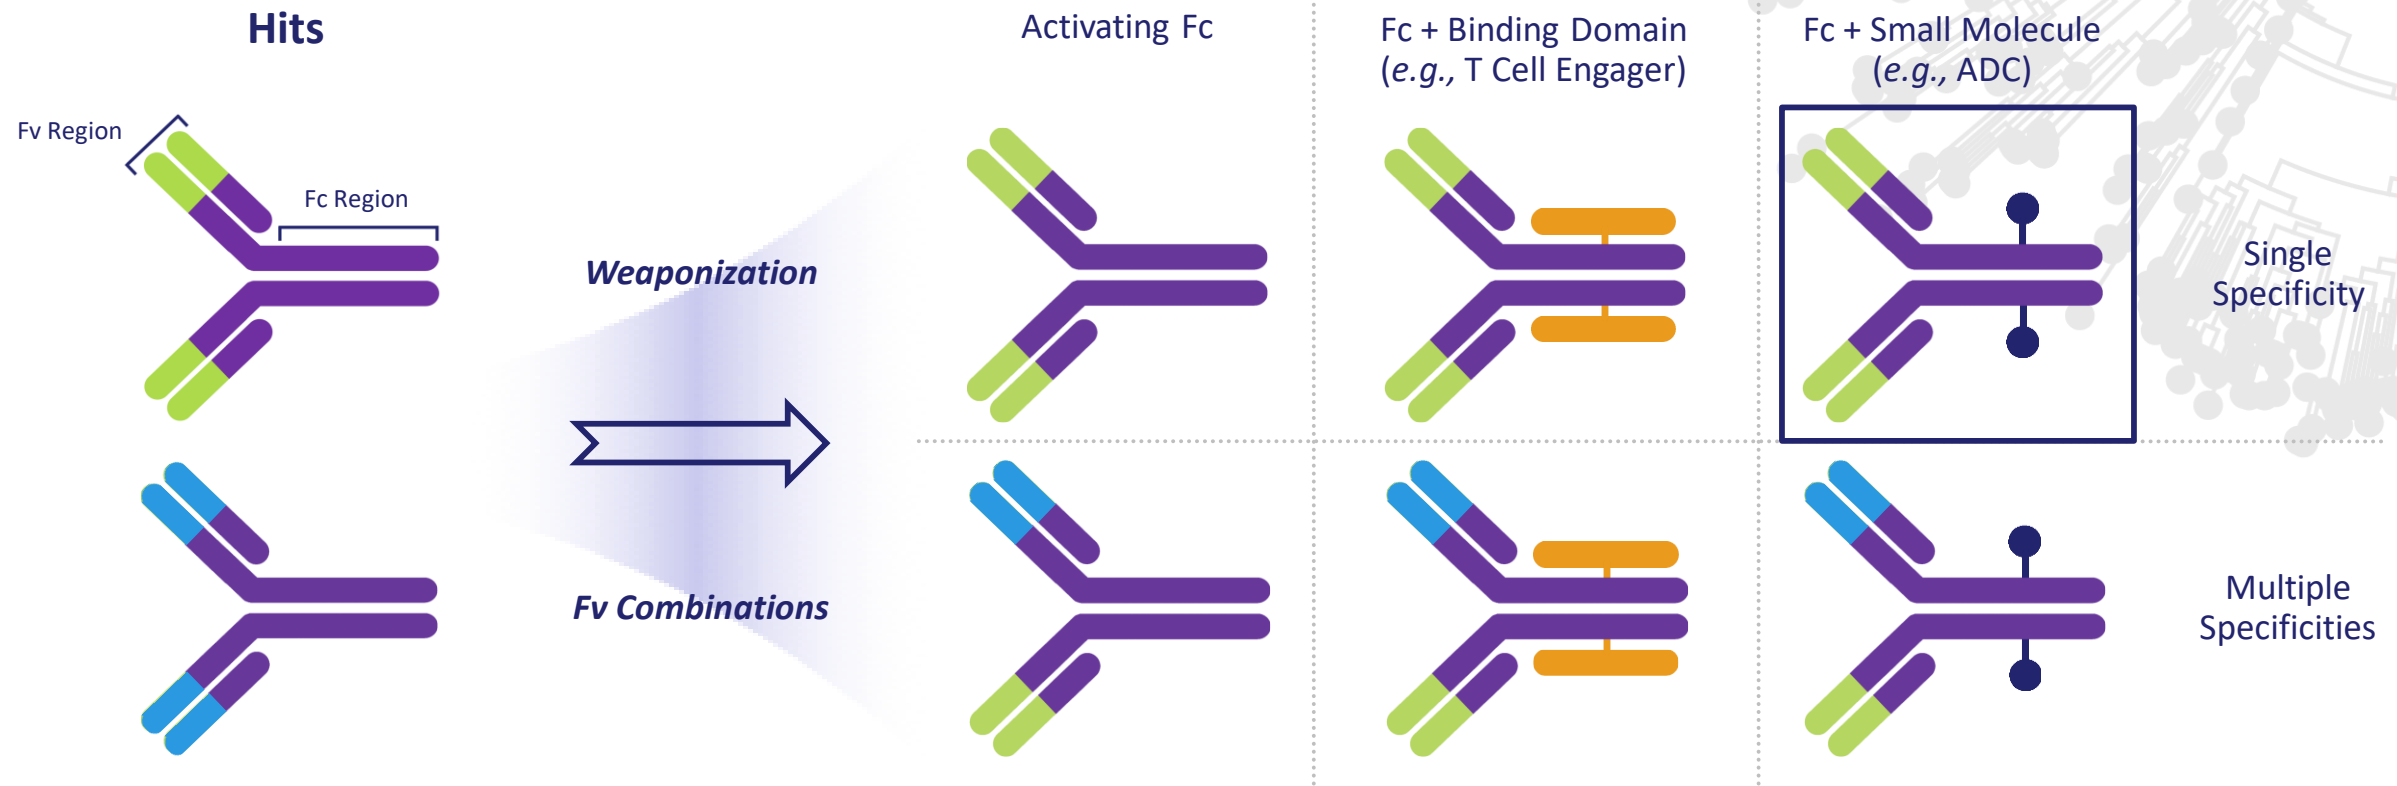 Hits
Fv Region
Fc Region
Weaponization
Fv Combinations
Activating Fc
Fc + Binding Domain
(e.g., T Cell Engager)
Fc + Small Molecule
(e.g., ADC)
Single
Specificity
Multiple
Specificities